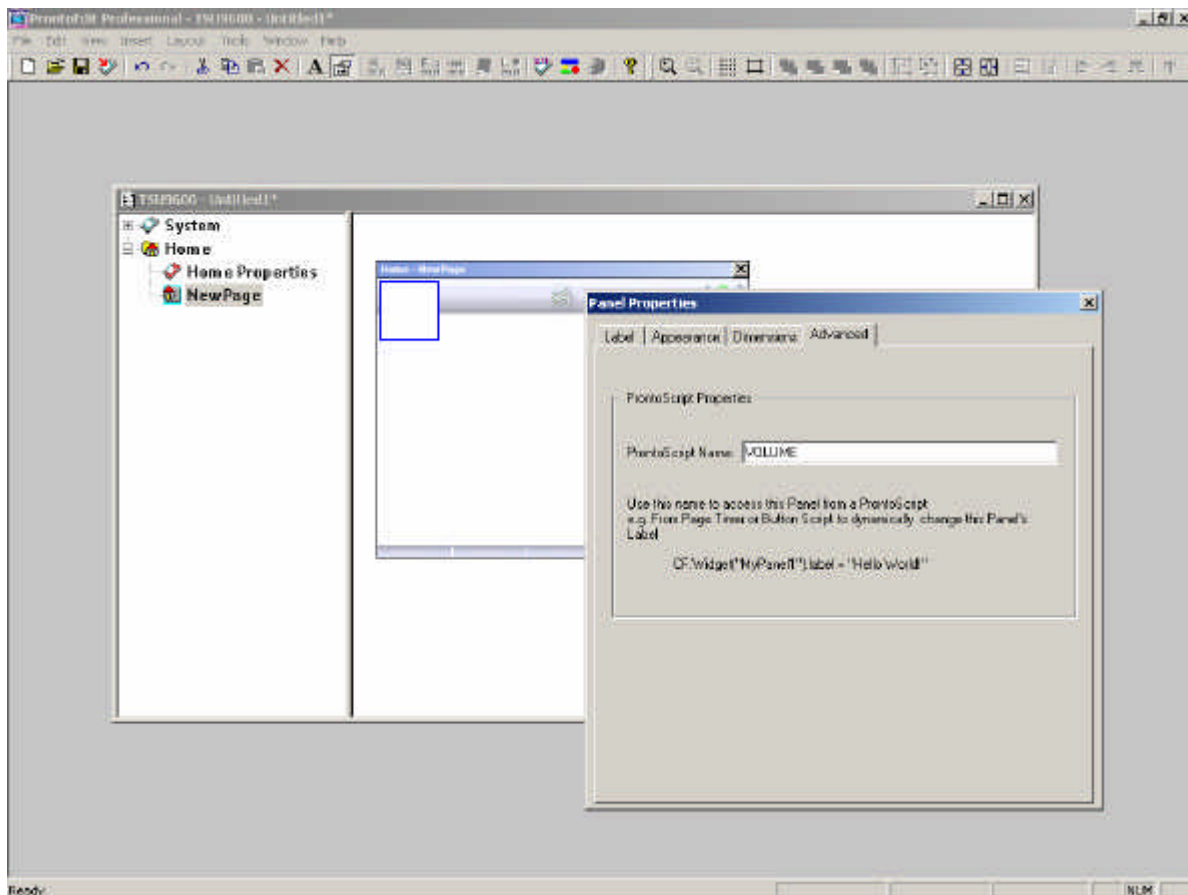 ProntoEdit Professional - TSU9600 - Untitled1*
File Edit View Insert Layout Tools Window Help
TSU9600 - Untitled1*
System
Home
Home Properties
NewPage
Home - NewPage
Panel Properties
Label Appearance Dimensions Advanced
ProntoScript Properties
ProntoScript Name: VOLUME
Use this name to access this Panel from a ProntoScript
e.g. From Page Timer or Button Script to dynamically change this Panel's
Label
CF.Widget("MyPanel1").label = "Hello World!"
Ready
NUM